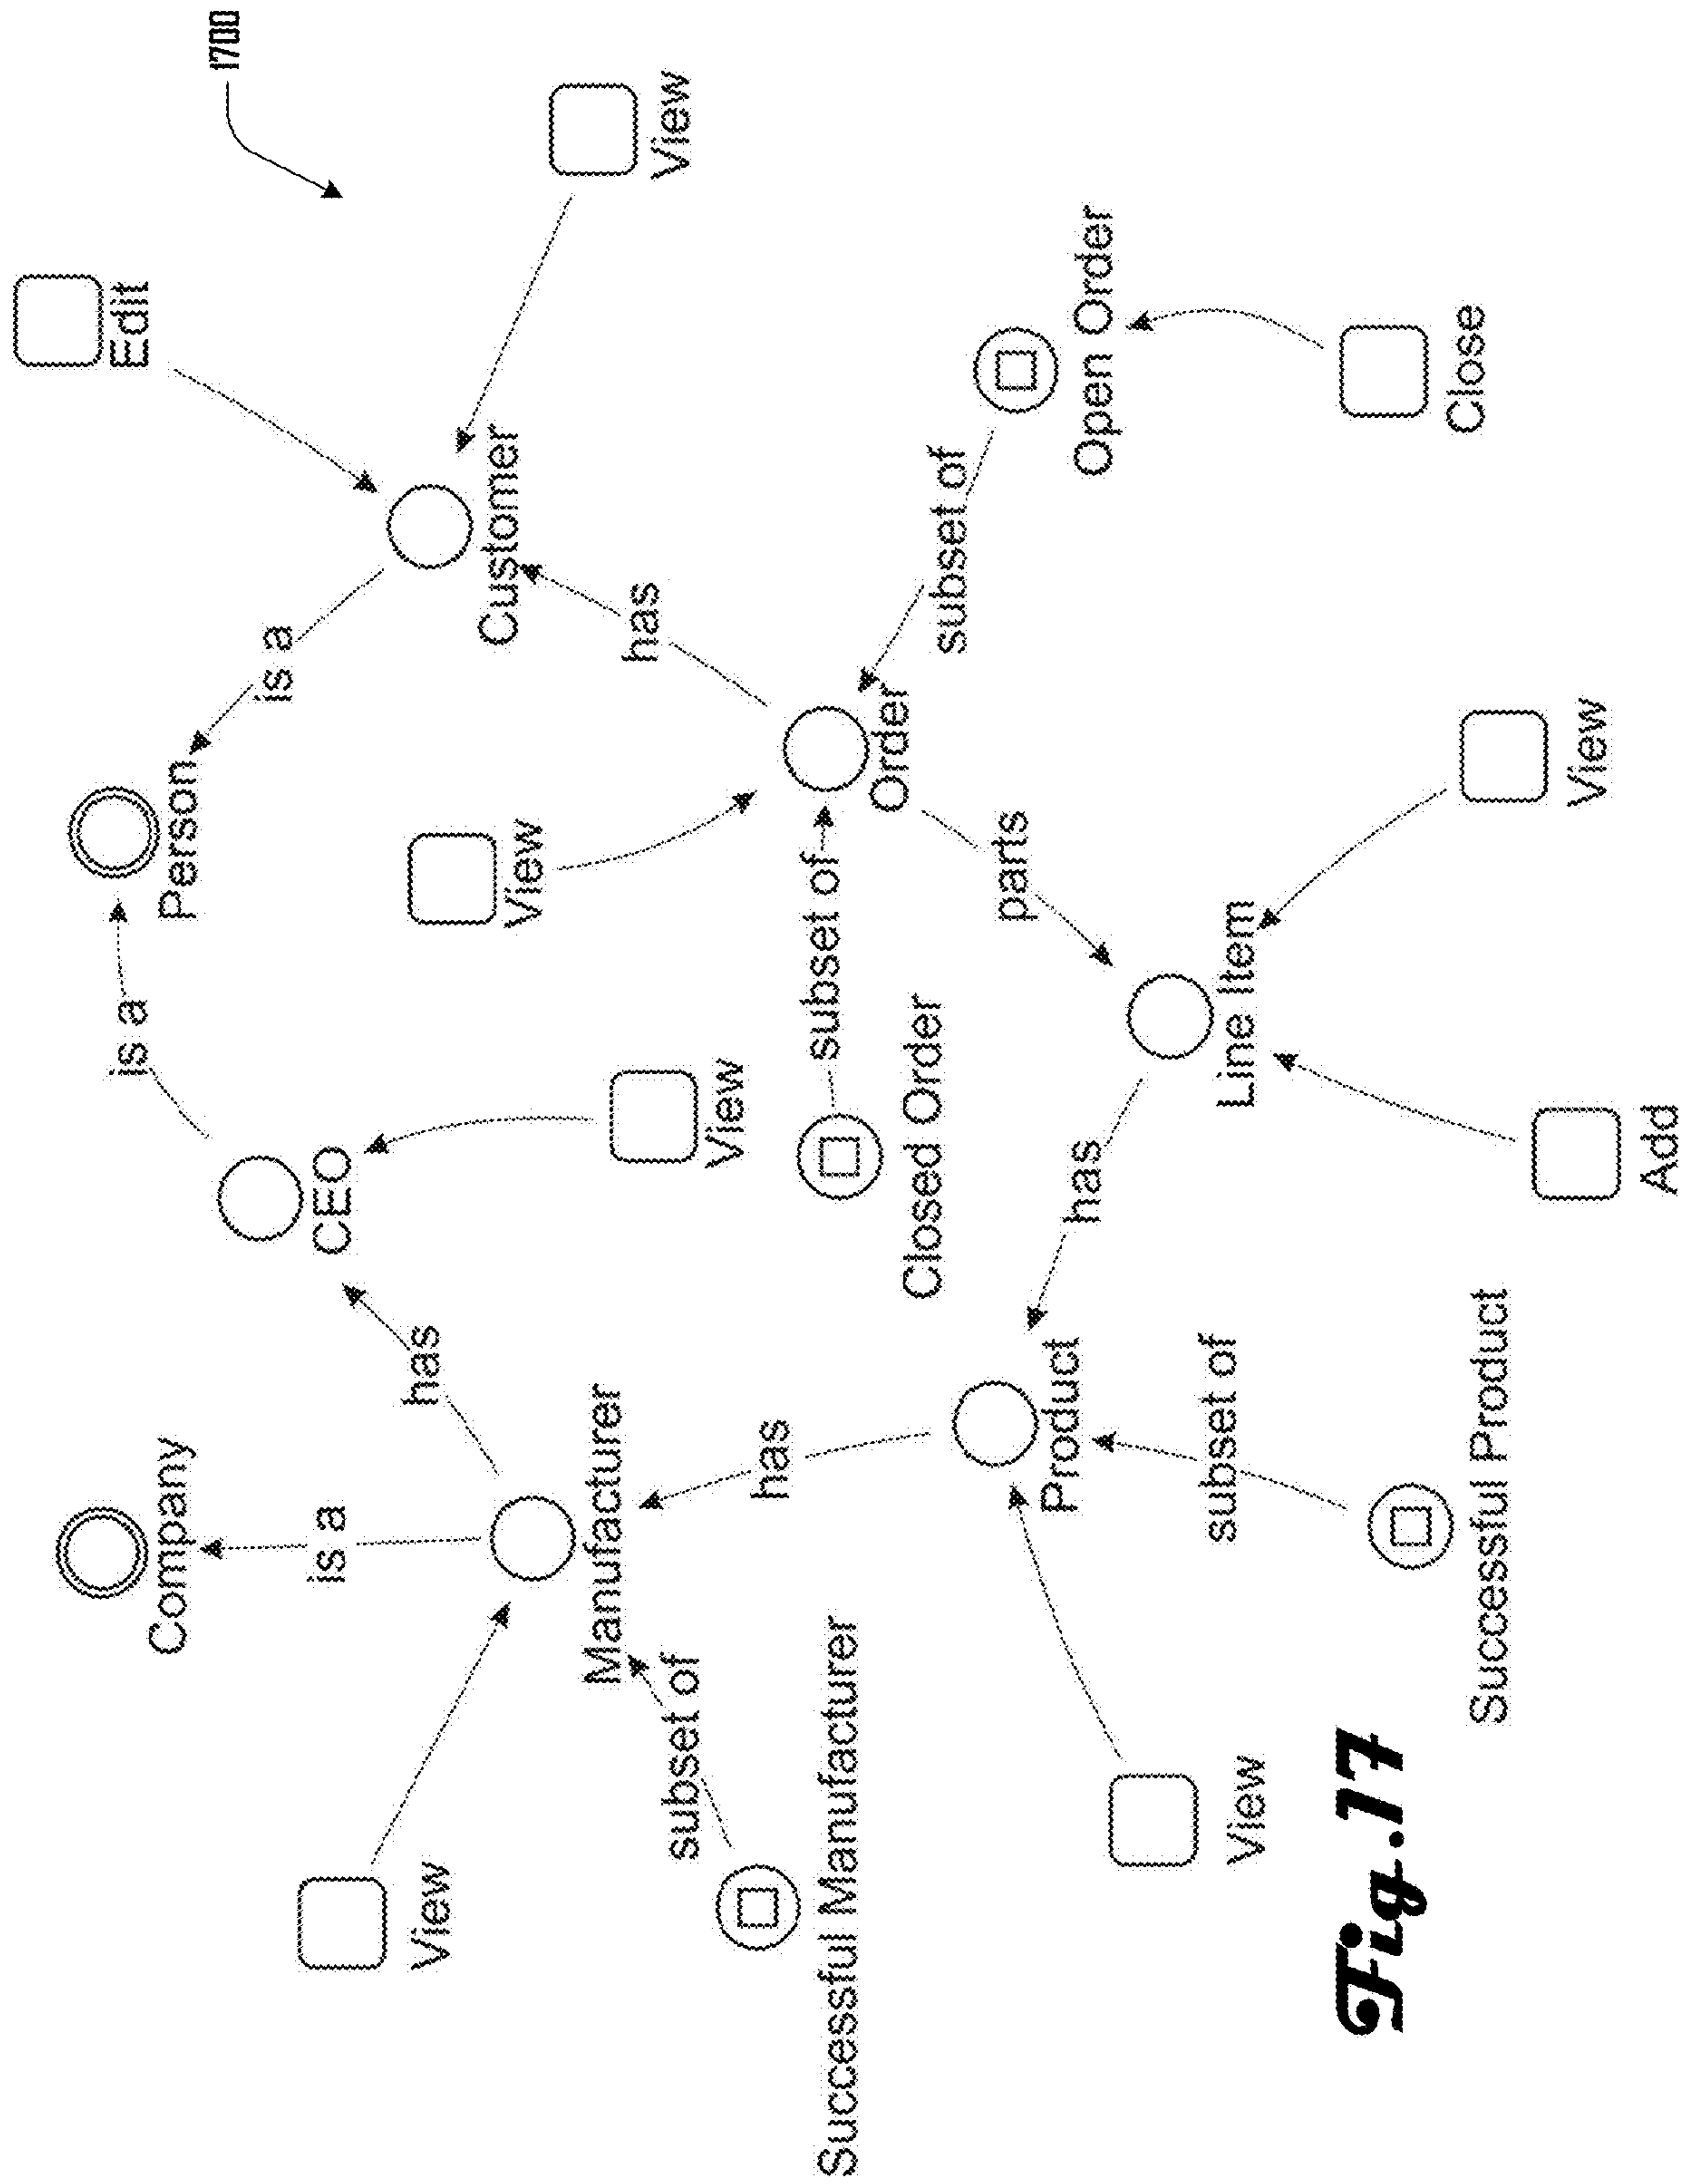 1700
Edit
View
Company
is a
Person
is a
is a
Customer
View
has
CEO
View
has
View
Manufacturer
subset of
has
Order
subset of
Closed Order
subset of
Open Order
Successful Manufacturer
Product
has
parts
Close
View
subset of
Line Item
View
Successful Product
Add
Fig.17